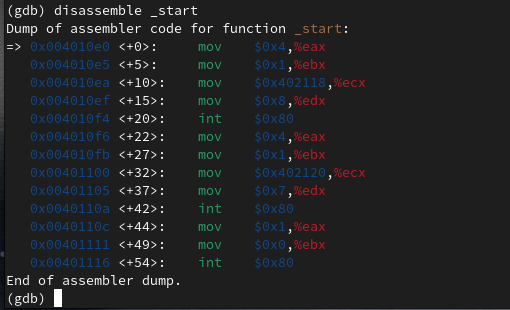 (gdb) disassemble _start
Dump of assembler code for function _start:
=> 0x004010e0 <+0>:	mov    $0x4,%eax
   0x004010e5 <+5>:	mov    $0x1,%ebx
   0x004010ea <+10>:	mov    $0x402118,%ecx
   0x004010ef <+15>:	mov    $0x8,%edx
   0x004010f4 <+20>:	int    $0x80
   0x004010f6 <+22>:	mov    $0x4,%eax
   0x004010fb <+27>:	mov    $0x1,%ebx
   0x00401100 <+32>:	mov    $0x402120,%ecx
   0x00401105 <+37>:	mov    $0x7,%edx
   0x0040110a <+42>:	int    $0x80
   0x0040110c <+44>:	mov    $0x1,%eax
   0x00401111 <+49>:	mov    $0x0,%ebx
   0x00401116 <+54>:	int    $0x80
End of assembler dump.
(gdb)